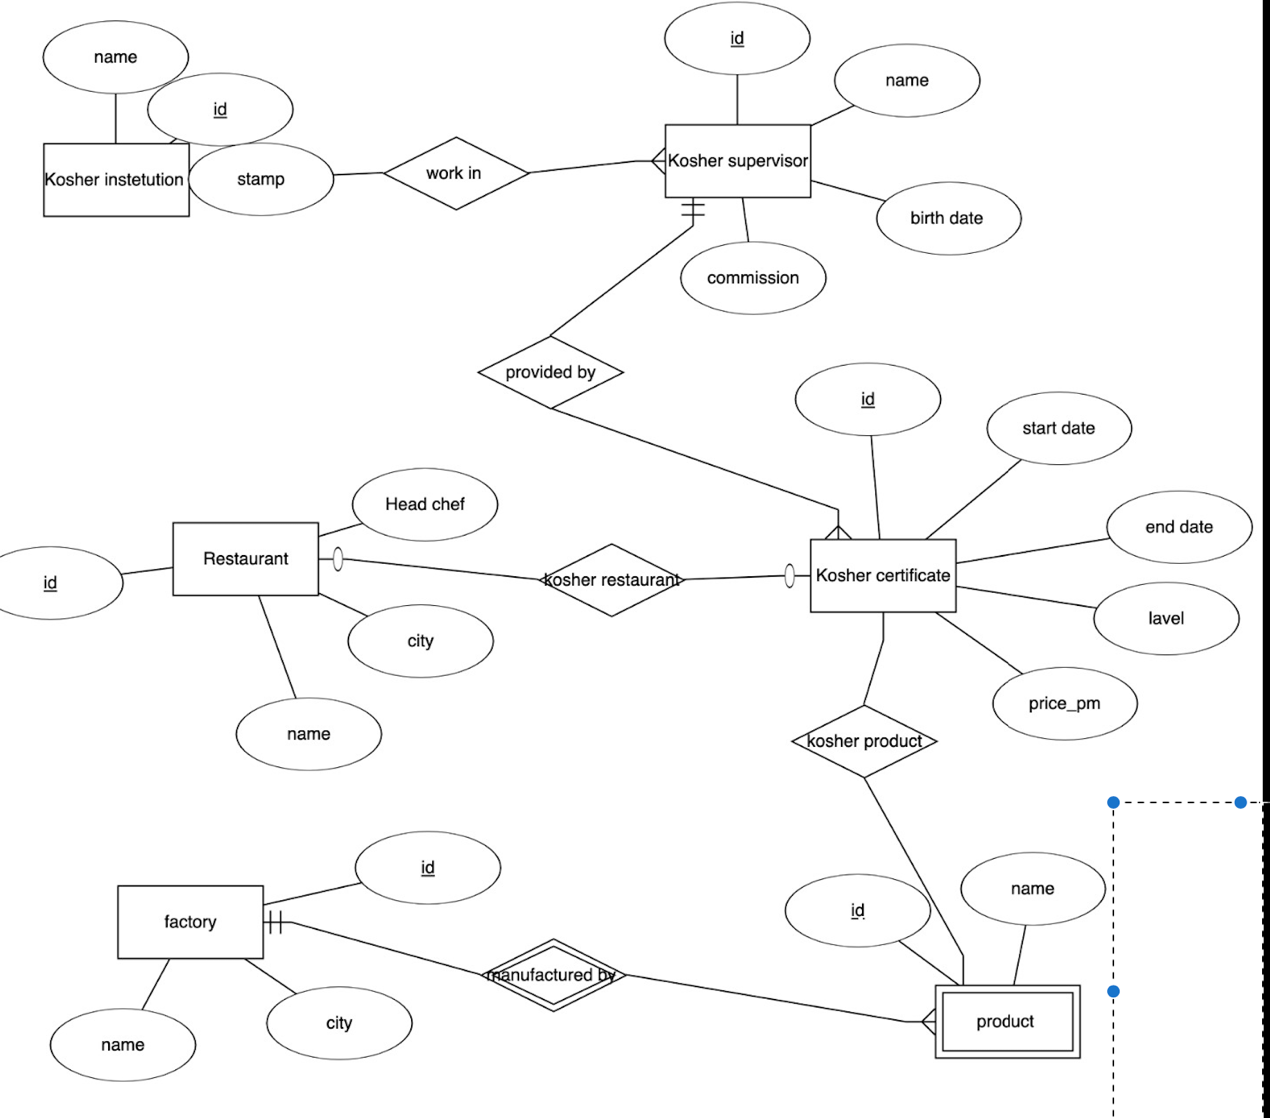 name
id
Kosher instetution
stamp
work in
id
name
Kosher supervisor
birth date
commission
provided by
id
start date
end date
lavel
price_pm
Kosher certificate
Head chef
Restaurant
id
city
name
kosher restaurant
kosher product
id
factory
name
city
manufactured by
id
name
product